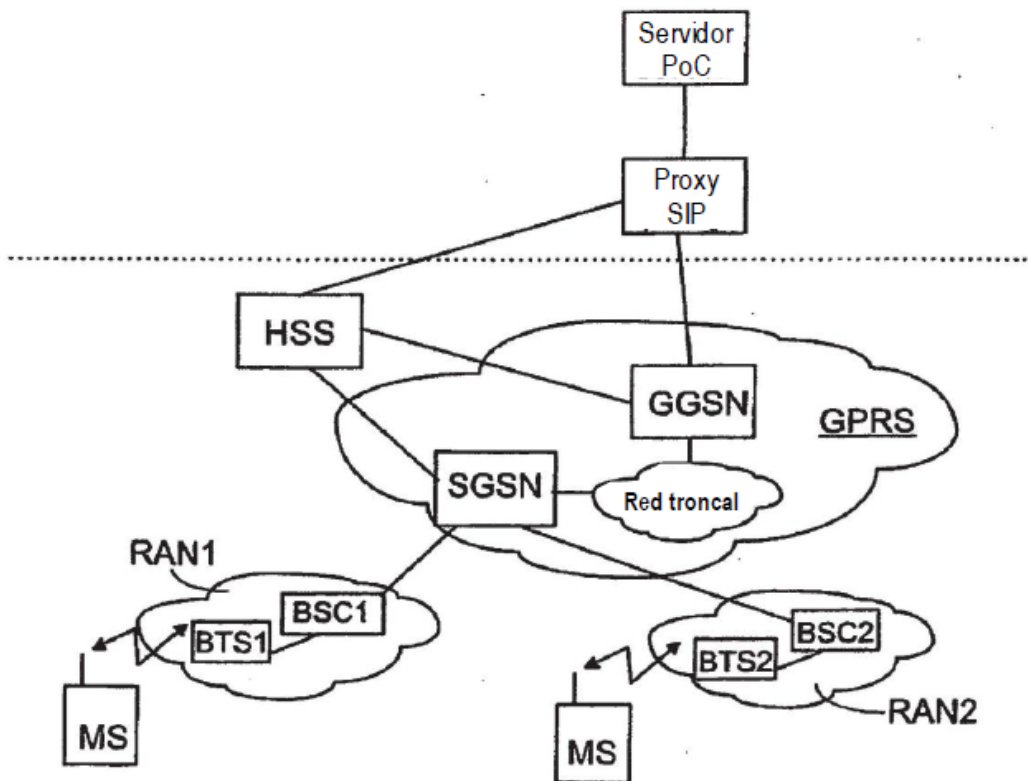 Servidor
PoC
Proxy
SIP
HSS
GGSN
GPRS
SGSN
Red troncal
RAN1
BSC1
BTS1
BSC2
BTS2
RAN2
MS
MS